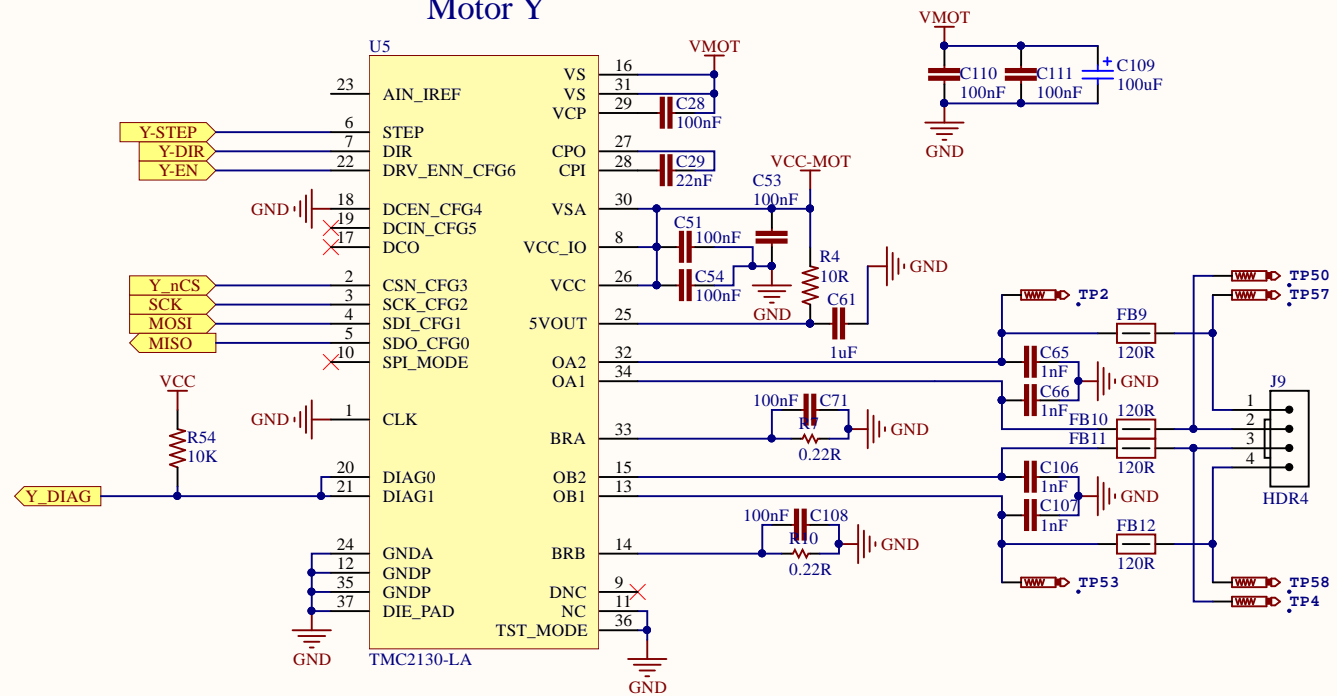 Motor Y
U5
VMOT
VMOT
16
VS
31
23
AIN_IREF
VS
29
VCP
C28
100nF
C110
100nF
C111
100nF
+
C109
100uF
GND
Y-STEP
6
STEP
Y-DIR
7
DIR
27
CPO
Y-EN
22
DRV_ENN_CFG6
28
CPI
C29
22nF
VCC-MOT
C53
100nF
GND
18
DCEN_CFG4
30
VSA
19
DCIN_CFG5
C51
100nF
17
DCO
8
VCC_IO
R4
10R
GND
Y_nCS
2
CSN_CFG3
26
VCC
C54
100nF
TP50
SCK
3
SCK_CFG2
GND
C61
1uF
TP2
TP57
MOSI
4
SDI_CFG1
25
5VOUT
FB9
120R
MISO
5
SDO_CFG0
10
SPI_MODE
32
OA2
C65
1nF
34
OA1
GND
C66
1nF
J9
VCC
R54
10K
GND
1
CLK
100nF
C71
R7
0.22R
GND
120R
FB10
FB11
120R
1
2
3
4
HDR4
33
BRA
20
DIAG0
15
OB2
C106
1nF
Y_DIAG
21
DIAG1
13
OB1
GND
C107
1nF
100nF
C108
R10
0.22R
GND
FB12
120R
24
GNDA
14
BRB
12
GNDP
35
GNDP
9
DNC
TP53
TP58
37
DIE_PAD
11
NC
TP4
36
TST_MODE
GND
TMC2130-LA
GND